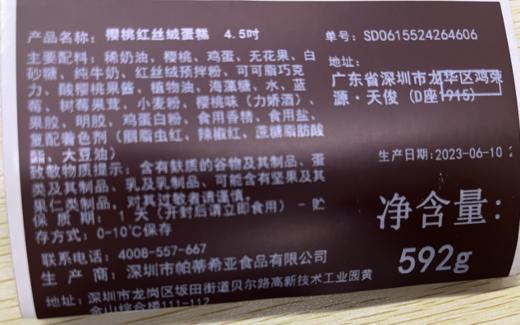 产品名称：樱桃红丝绒蛋糕 4.5吋
主要配料：稀奶油、樱桃、鸡蛋、无花果、白
砂糖、纯牛奶、红丝绒预拌粉、可可脂巧克
力、酸樱桃果酱、植物油、海藻糖、水、蓝
莓、树莓果茸、小麦粉、樱桃味（力娇酒）、
果胶、明胶、鸡蛋白粉、食用香精、食用盐、
复配着色剂（胭脂虫红、辣椒红、蔗糖脂肪酸
酯、大豆油）
致敏物质提示：含有麸质的谷物及其制品、蛋
类及其制品、乳及乳制品、可能含有坚果及其
果仁类制品，对其过敏者请谨慎。
保 质 期：1 天（开封后请立即食用） - 贮
存方式：0-10℃保存
联系电话：4008-557-667
生 产 商：深圳市帕蒂希亚食品有限公司
地址：深圳市龙岗区坂田街道贝尔路高新技术工业园黄
金山综合楼111-112
单号：SDO615524264606
地址：
广东省深圳市龙华区鸿荣
源·天俊（D座1915）
生产日期：2023-06-10
净含量：
592g